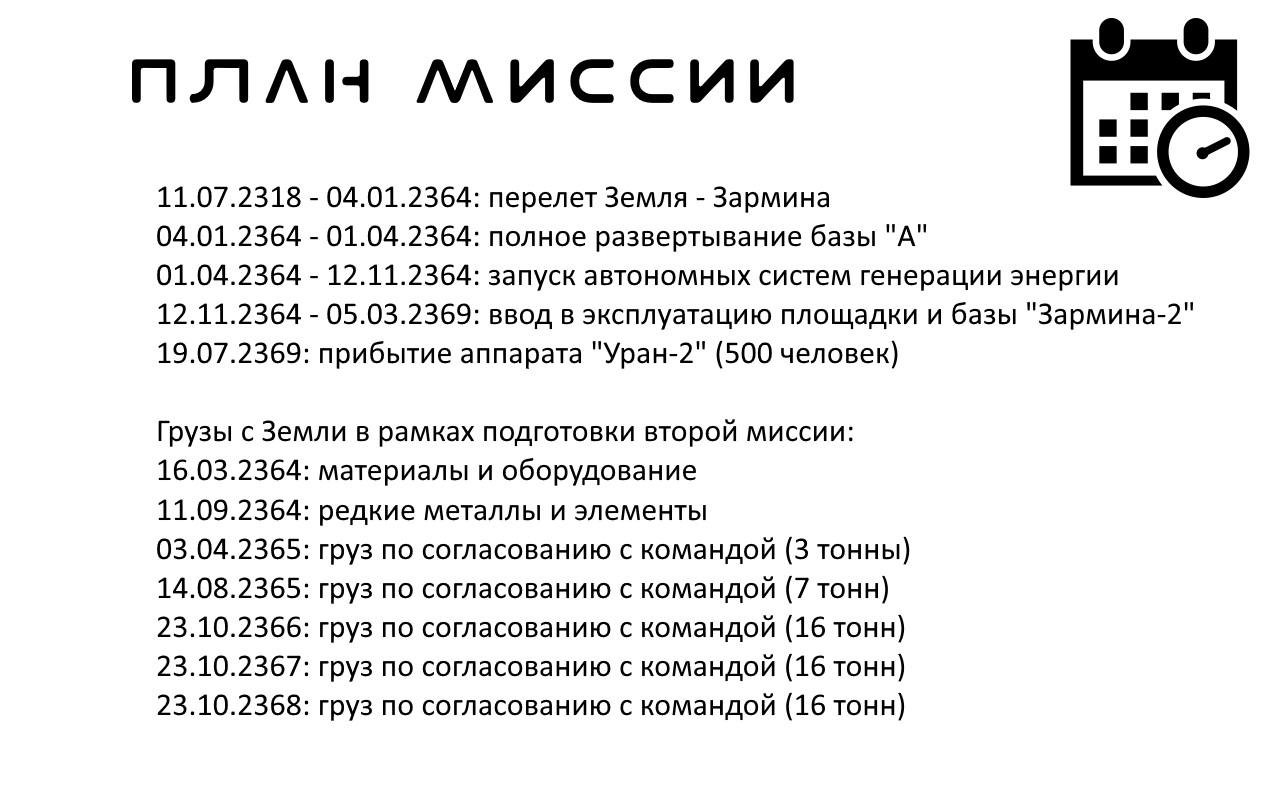 ПЛАН МИССИИ
11.07.2318 - 04.01.2364: перелет Земля - Зармина
04.01.2364 - 01.04.2364: полное развертывание базы "А"
01.04.2364 - 12.11.2364: запуск автономных систем генерации энергии
12.11.2364 - 05.03.2369: ввод в эксплуатацию площадки и базы "Зармина-2"
19.07.2369: прибытие аппарата "Уран-2" (500 человек)
Грузы с Земли в рамках подготовки второй миссии:
16.03.2364: материалы и оборудование
11.09.2364: редкие металлы и элементы
03.04.2365: груз по согласованию с командой (3 тонны)
14.08.2365: груз по согласованию с командой (7 тонн)
23.10.2366: груз по согласованию с командой (16 тонн)
23.10.2367: груз по согласованию с командой (16 тонн)
23.10.2368: груз по согласованию с командой (16 тонн)